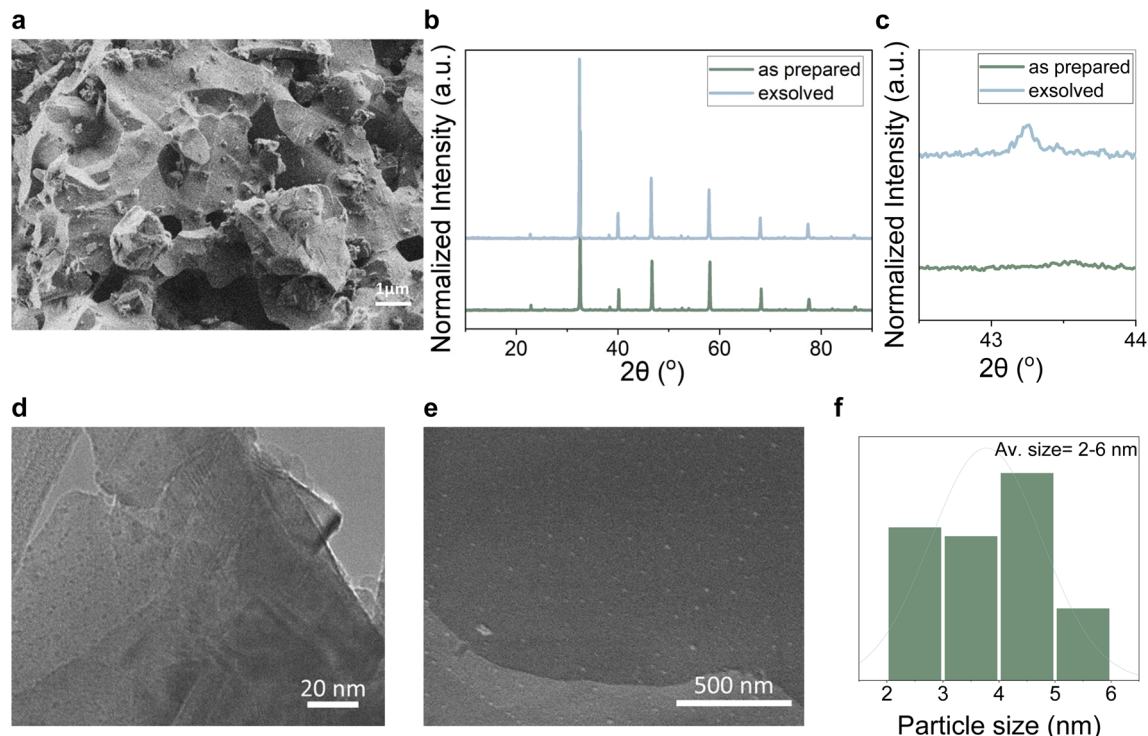 a
b
c
Normalized Intensity (a.u.)
as prepared
exsolved
20
40
60
80
2θ (°)
Normalized Intensity (a.u.)
as prepared
exsolved
43
44
2θ (°)
1μm
d
e
f
20 nm
500 nm
Av. size= 2-6 nm
2
3
4
5
6
Particle size (nm)